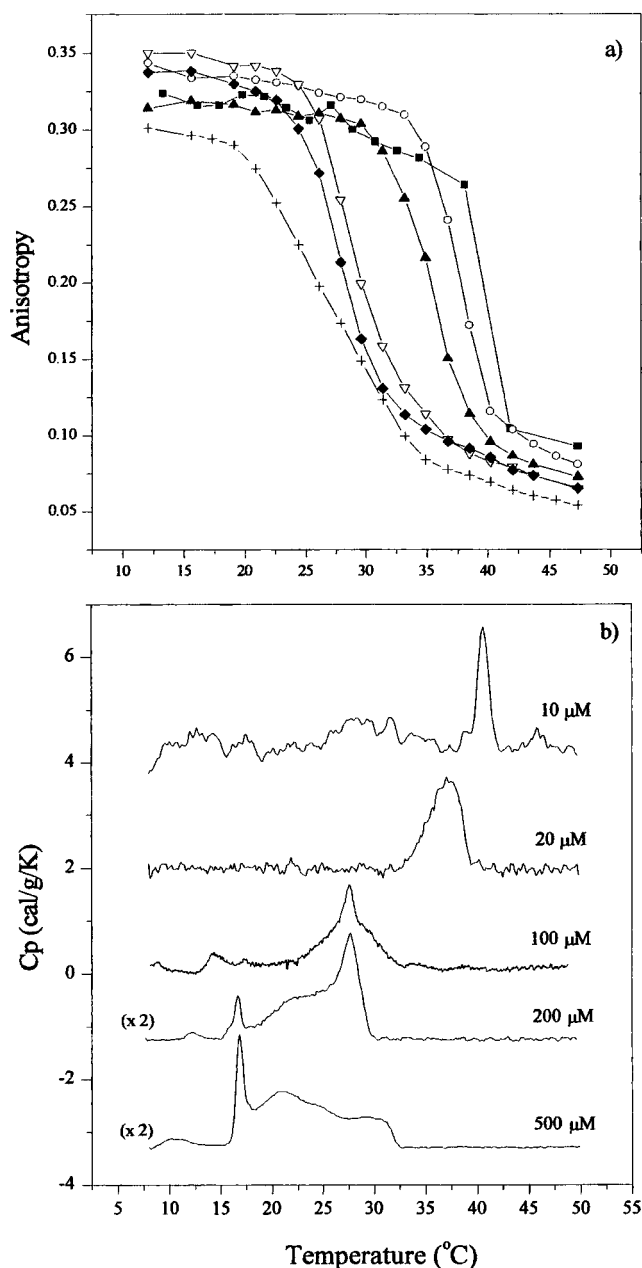 a)
0.35
0.30
0.25
0.20
0.15
0.10
0.05
Anisotropy
10 15 20 25 30 35 40 45 50
b)
6
4
2
0
-2
-4
Cp (cal/g/K)
10 μM
20 μM
100 μM
(x 2) 200 μM
(x 2) 500 μM
5 10 15 20 25 30 35 40 45 50 55
Temperature (°C)